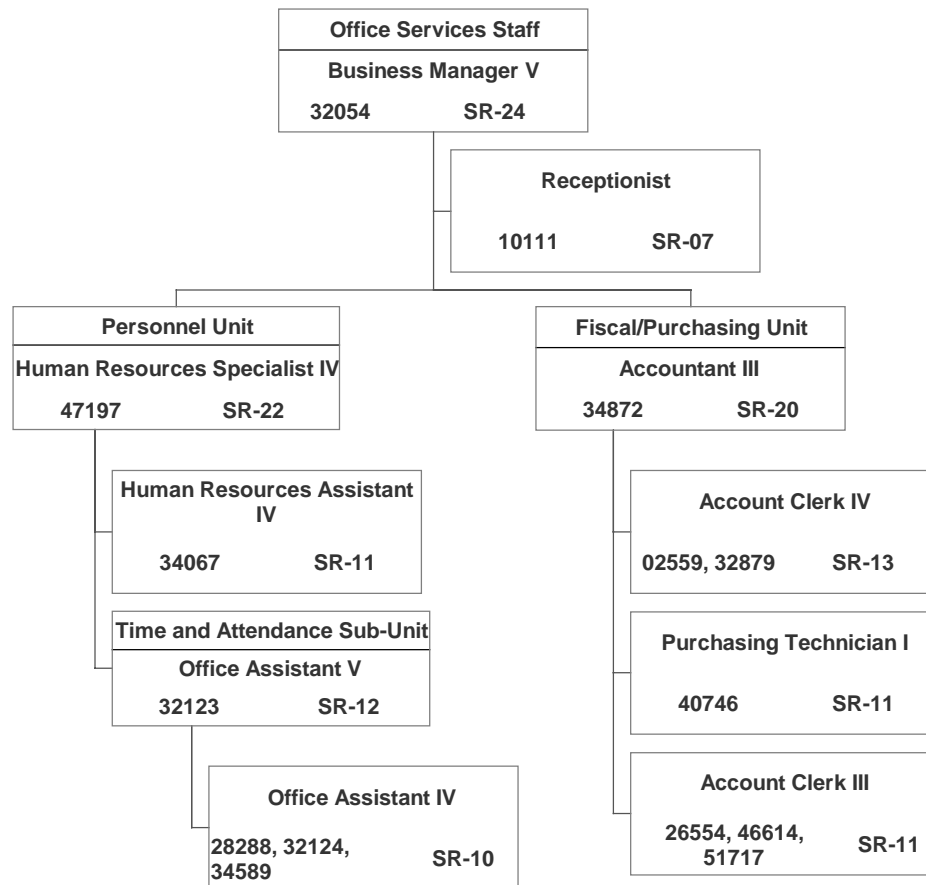 Office Services Staff
Business Manager V
32054 SR-24
Receptionist
10111 SR-07
Personnel Unit
Human Resources Specialist IV
47197 SR-22
Human Resources Assistant
IV
34067 SR-11
Time and Attendance Sub-Unit
Office Assistant V
32123 SR-12
Office Assistant IV
28288, 32124,
34589
SR-10
Fiscal/Purchasing Unit
Accountant III
34872 SR-20
Account Clerk IV
02559, 32879 SR-13
Purchasing Technician I
40746 SR-11
Account Clerk III
26554, 46614,
51717
SR-11